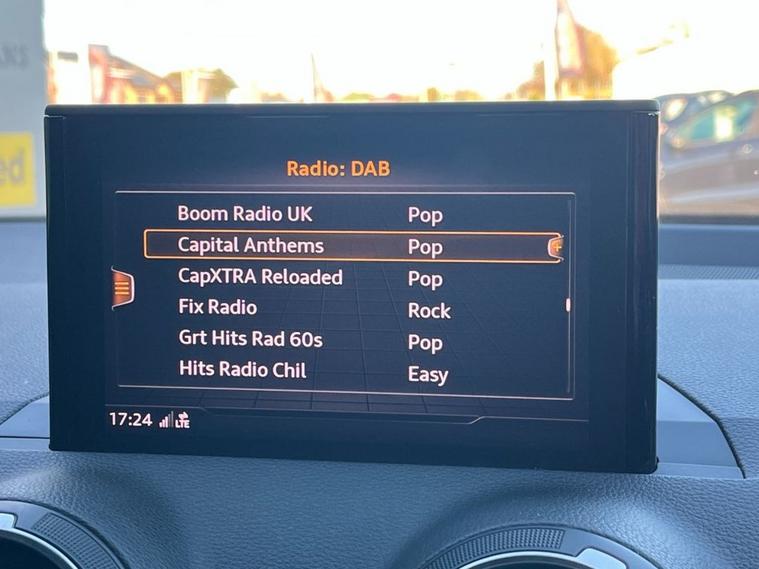 Radio: DAB
Boom Radio UK Pop
Capital Anthems Pop
CapXTRA Reloaded Pop
Fix Radio Rock
Grt Hits Rad 60s Pop
Hits Radio Chil Easy
17:24 LTE